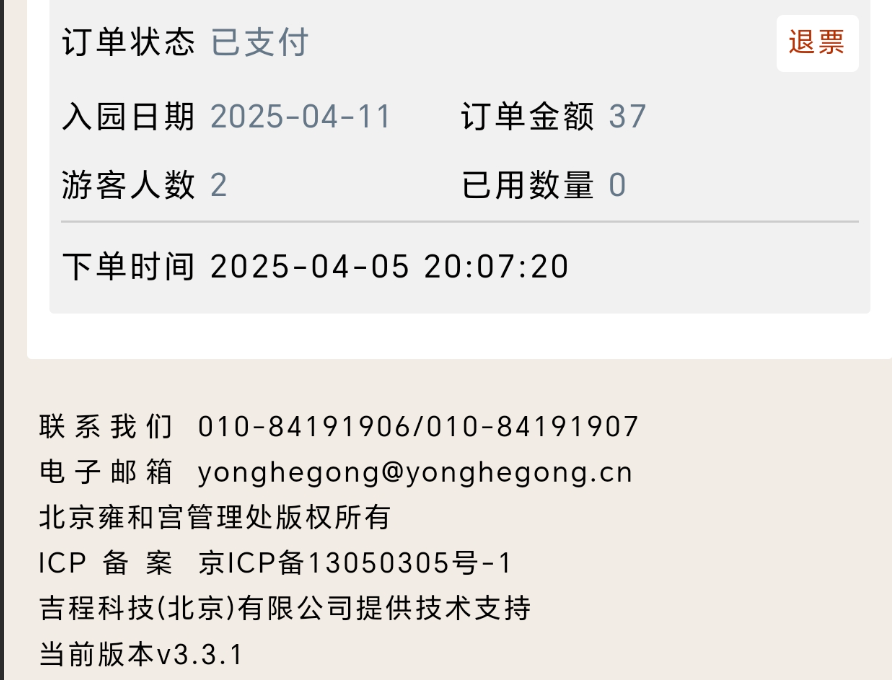 订单状态 已支付 退票
入园日期 2025-04-11 订单金额 37
游客人数 2 已用数量 0
下单时间 2025-04-05 20:07:20
联系我们 010-84191906/010-84191907
电子邮箱 yonghegong@yonghegong.cn
北京雍和宫管理处版权所有
ICP 备案 京ICP备13050305号-1
吉程科技(北京)有限公司提供技术支持
当前版本v3.3.1